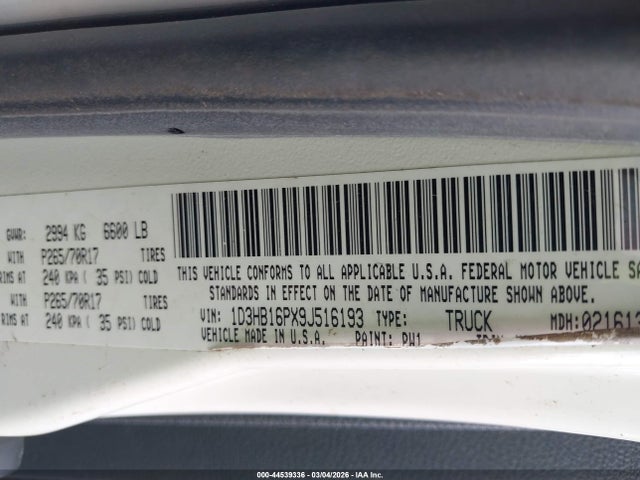 GVWR: 2994 KG 6600 LB
WITH P265/70R17 TIRES
RIMS AT 240 KPA ( 35 PSI) COLD
WITH P265/70R17 TIRES
RIMS AT 240 KPA ( 35 PSI) COLD
THIS VEHICLE CONFORMS TO ALL APPLICABLE U.S.A. FEDERAL MOTOR VEHICLE SA
STANDARDS IN EFFECT ON THE DATE OF MANUFACTURE SHOWN ABOVE.
VIN: 1D3HB16PX9J516193 TYPE: TRUCK MDH:021613
VEHICLE MADE IN U.S.A. PAINT: PW1
000-44539336 - 03/04/2026 - IAA Inc.